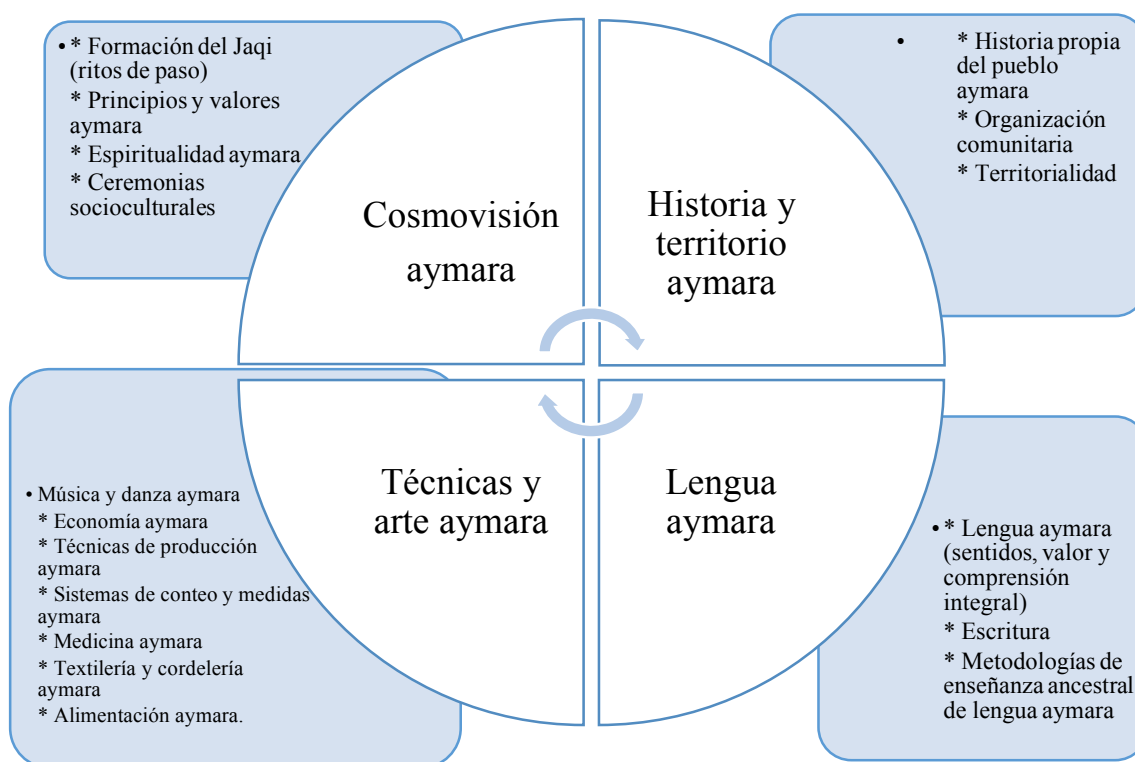 • * Formación del Jaqi
(ritos de paso)
* Principios y valores
aymara
* Espiritualidad aymara
* Ceremonias
socioculturales
• * Historia propia
del pueblo
aymara
* Organización
comunitaria
* Territorialidad
Cosmovisión
aymara
Historia y
territorio
aymara
Técnicas y
arte aymara
Lengua
aymara
• Música y danza aymara
* Economía aymara
* Técnicas de producción
aymara
* Sistemas de conteo y medidas
aymara
* Medicina aymara
* Textilería y cordelería
aymara
* Alimentación aymara.
• * Lengua aymara
(sentidos, valor y
comprensión
integral)
* Escritura
* Metodologías de
enseñanza ancestral
de lengua aymara